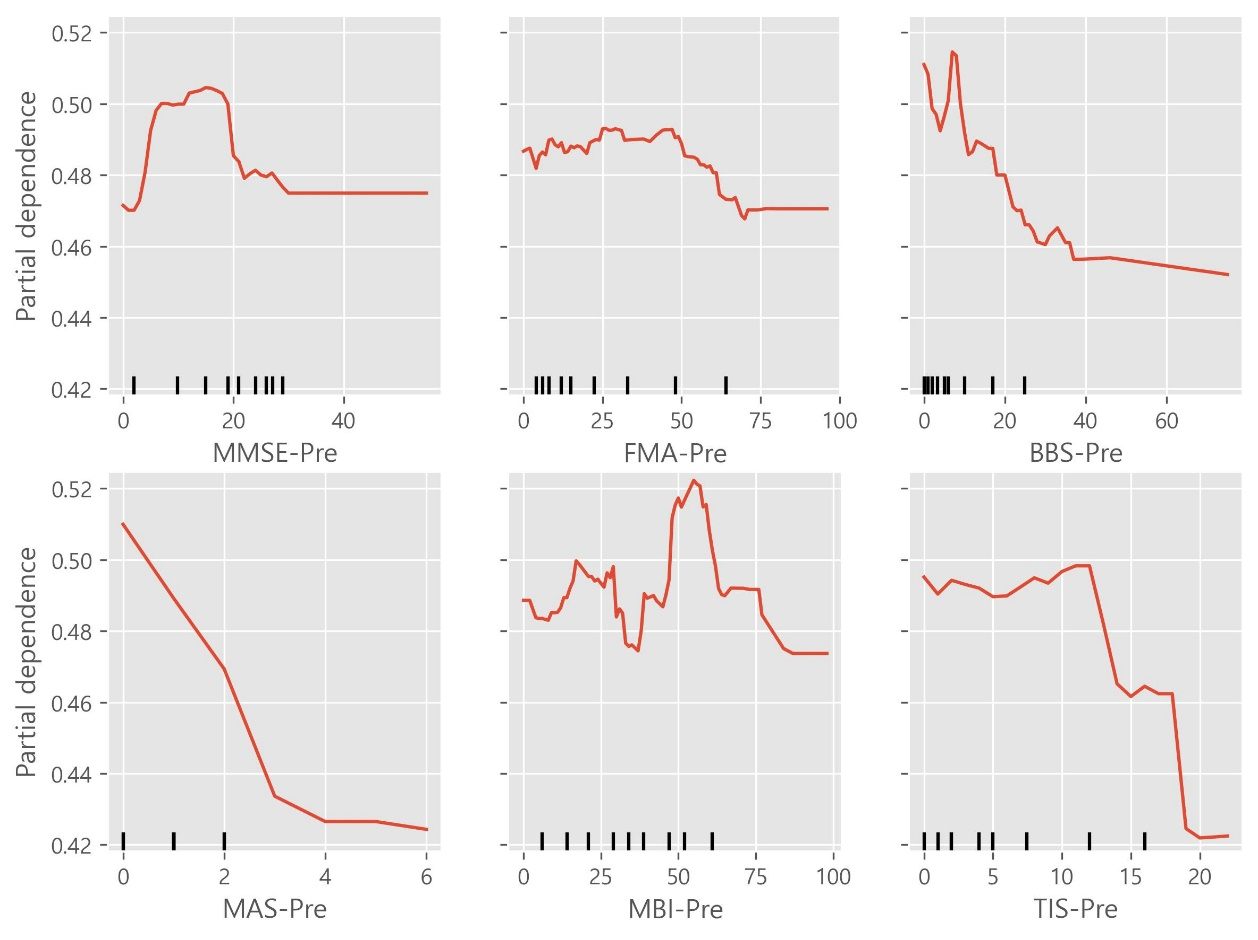 0.52
0.50
0.48
0.46
0.44
0.42
Partial dependence
0 20 40
MMSE-Pre
0 25 50 75 100
FMA-Pre
0 20 40 60
BBS-Pre
0.52
0.50
0.48
0.46
0.44
0.42
Partial dependence
0 2 4 6
MAS-Pre
0 25 50 75 100
MBI-Pre
0 5 10 15 20
TIS-Pre